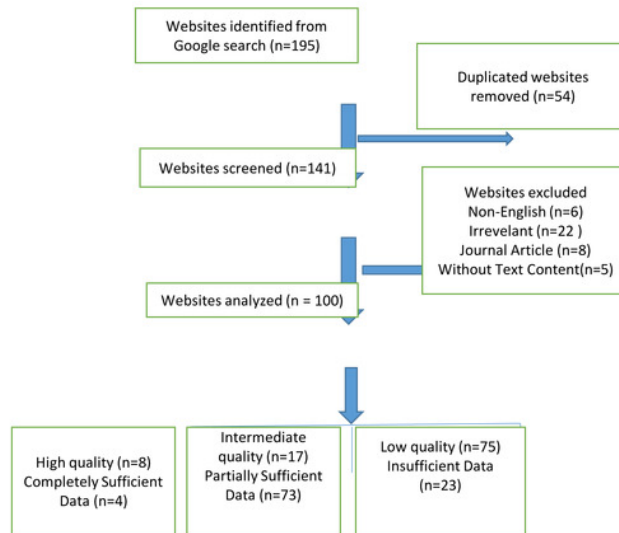 Websites identified from
Google search (n=195)
Duplicated websites
removed (n=54)
Websites screened (n=141)
Websites excluded
Non-English (n=6)
Irrevelant (n=22 )
Journal Article (n=8)
Without Text Content(n=5)
Websites analyzed (n = 100)
High quality (n=8)
Completely Sufficient
Data (n=4)
Intermediate
quality (n=17)
Partially Sufficient
Data (n=73)
Low quality (n=75)
Insufficient Data
(n=23)